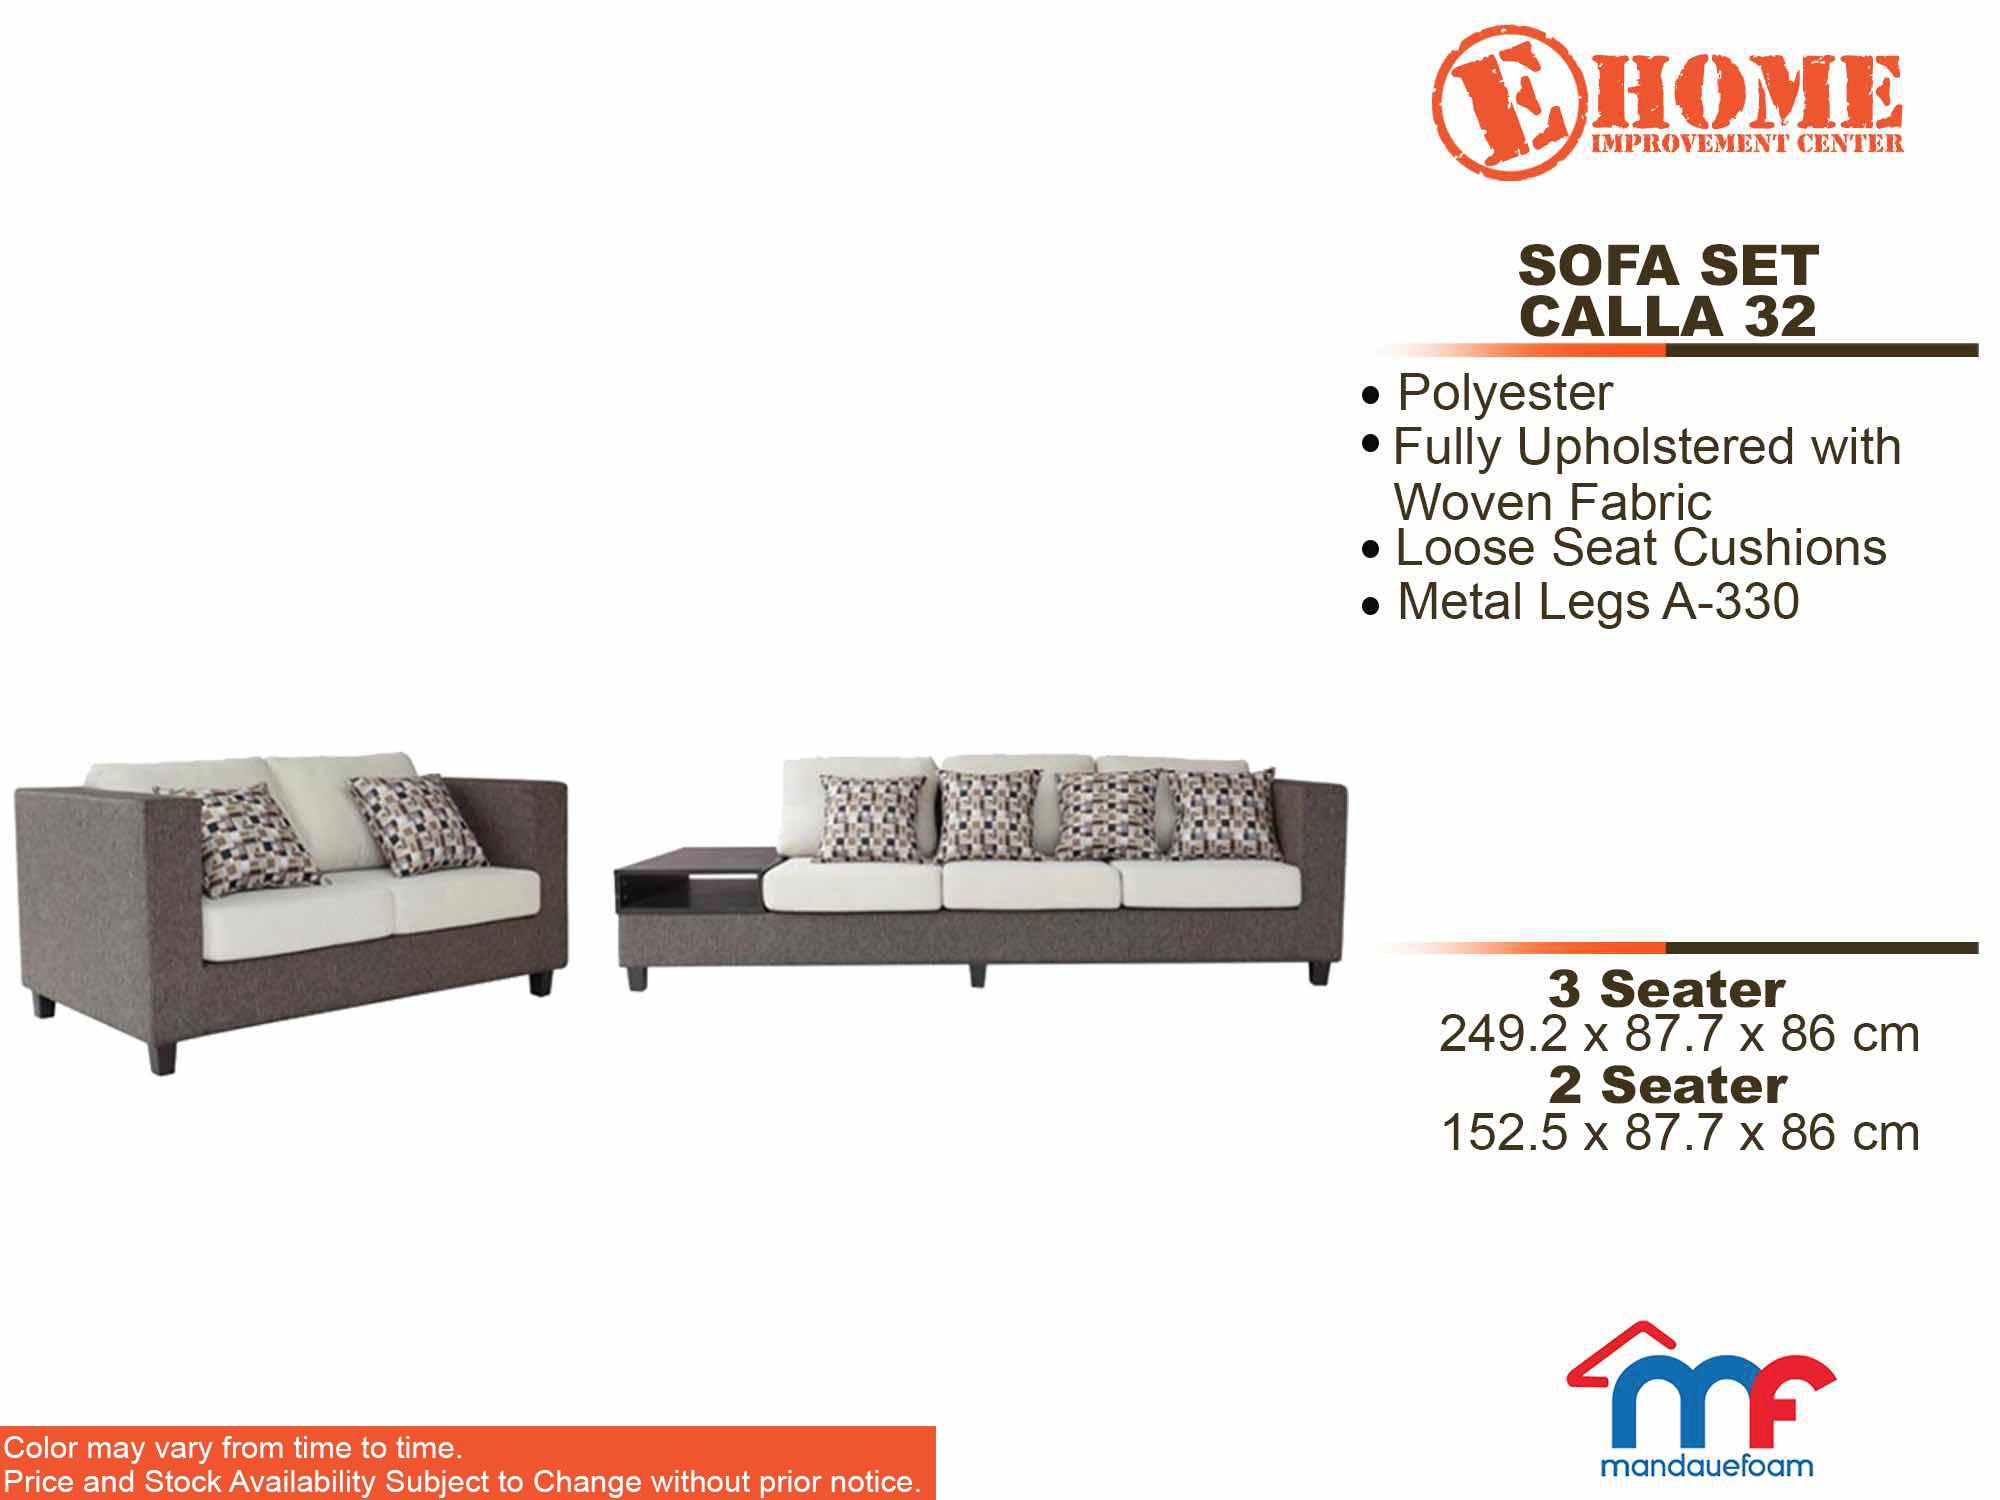 E HOME
IMPROVEMENT CENTER
SOFA SET
CALLA 32
• Polyester
• Fully Upholstered with
Woven Fabric
• Loose Seat Cushions
• Metal Legs A-330
3 Seater
249.2 x 87.7 x 86 cm
2 Seater
152.5 x 87.7 x 86 cm
mf
mandauefoam
Color may vary from time to time.
Price and Stock Availability Subject to Change without prior notice.